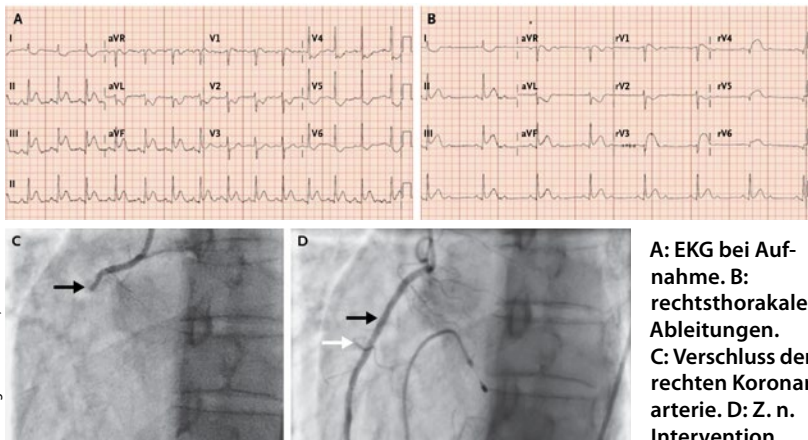 A
I
aVR
V1
V4
II
aVL
V2
V5
III
aVF
V3
V6
II
B
I
aVR
rV1
rV4
II
aVL
rV2
rV5
III
aVF
rV3
rV6
C
D
A: EKG bei Auf-
nahme. B:
rechtsthorakale
Ableitungen.
C: Verschluss der
rechten Koronar
arterie. D: Z. n.
Intervention